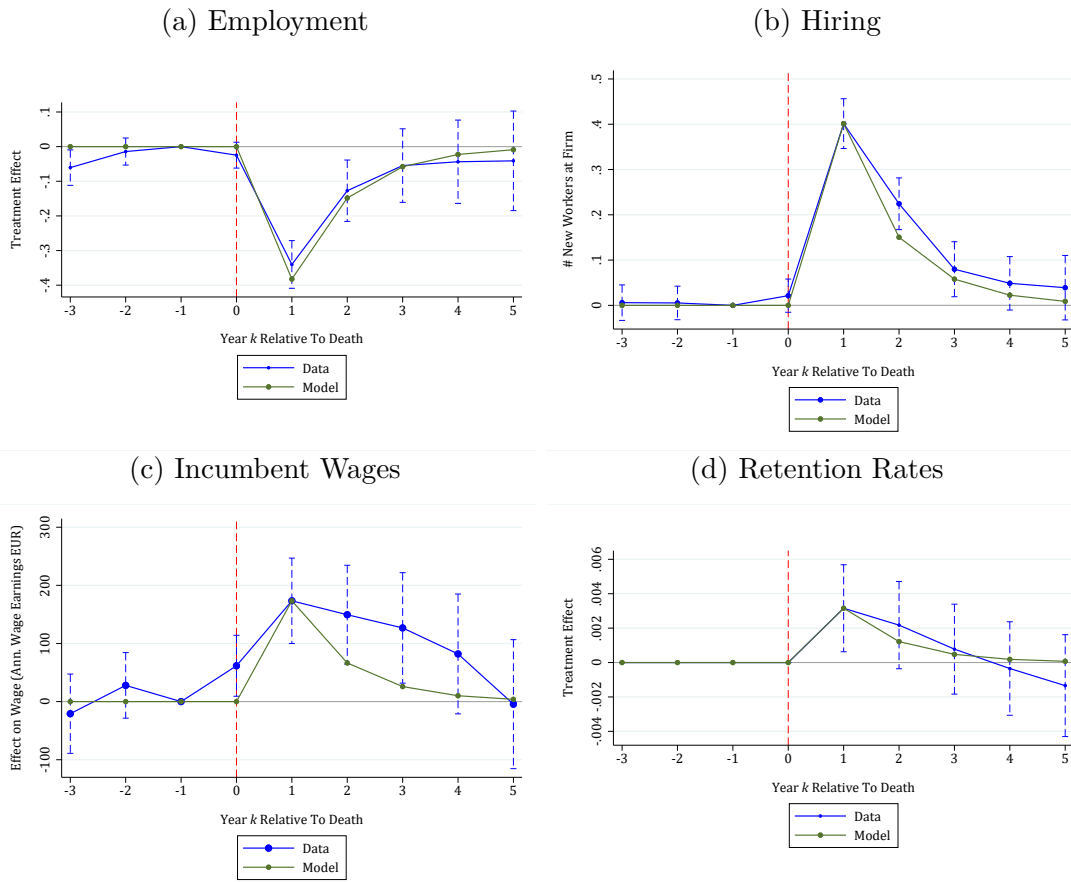 (a) Employment
Treatment Effect
.1
0
-.1
-.2
-.3
-.4
-3 -2 -1 0 1 2 3 4 5
Year k Relative To Death
Data
Model
(b) Hiring
# New Workers at Firm
.5
.4
.3
.2
.1
0
-3 -2 -1 0 1 2 3 4 5
Year k Relative To Death
Data
Model
(c) Incumbent Wages
Effect on Wage (Ann. Wage Earnings EUR)
300
200
100
0
-100
-3 -2 -1 0 1 2 3 4 5
Year k Relative To Death
Data
Model
(d) Retention Rates
Treatment Effect
.006
.004
.002
0
-.002
-.004
-3 -2 -1 0 1 2 3 4 5
Year k Relative To Death
Data
Model